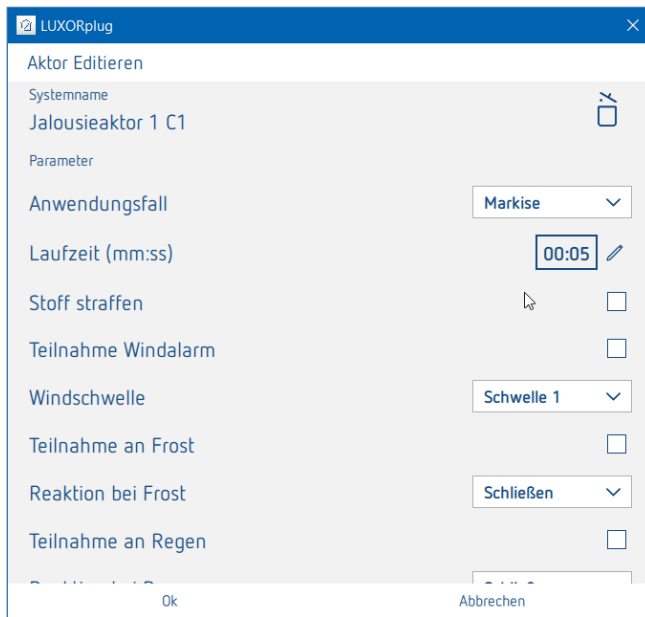 LUXORplug
Aktor Editieren
Systemname
Jalousieaktor 1 C1
Parameter
Anwendungsfall Markise
Laufzeit (mm:ss) 00:05
Stoff straffen
Teilnahme Windalarm
Windschwelle Schwelle 1
Teilnahme an Frost
Reaktion bei Frost Schließen
Teilnahme an Regen
Ok Abbrechen